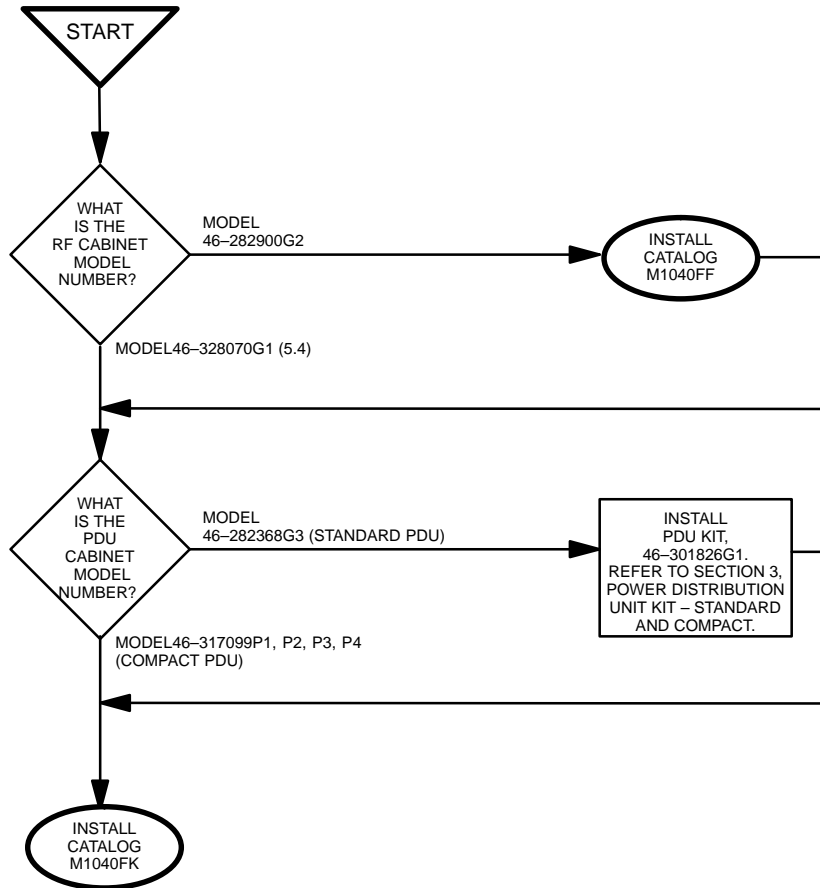 START
WHAT
IS THE
RF CABINET
MODEL
NUMBER?
MODEL
46–282900G2
INSTALL
CATALOG
M1040FF
MODEL46–328070G1 (5.4)
WHAT
IS THE
PDU
CABINET
MODEL
NUMBER?
MODEL
46–282368G3 (STANDARD PDU)
INSTALL
PDU KIT,
46–301826G1.
REFER TO SECTION 3,
POWER DISTRIBUTION
UNIT KIT – STANDARD
AND COMPACT.
MODEL46–317099P1, P2, P3, P4
(COMPACT PDU)
INSTALL
CATALOG
M1040FK